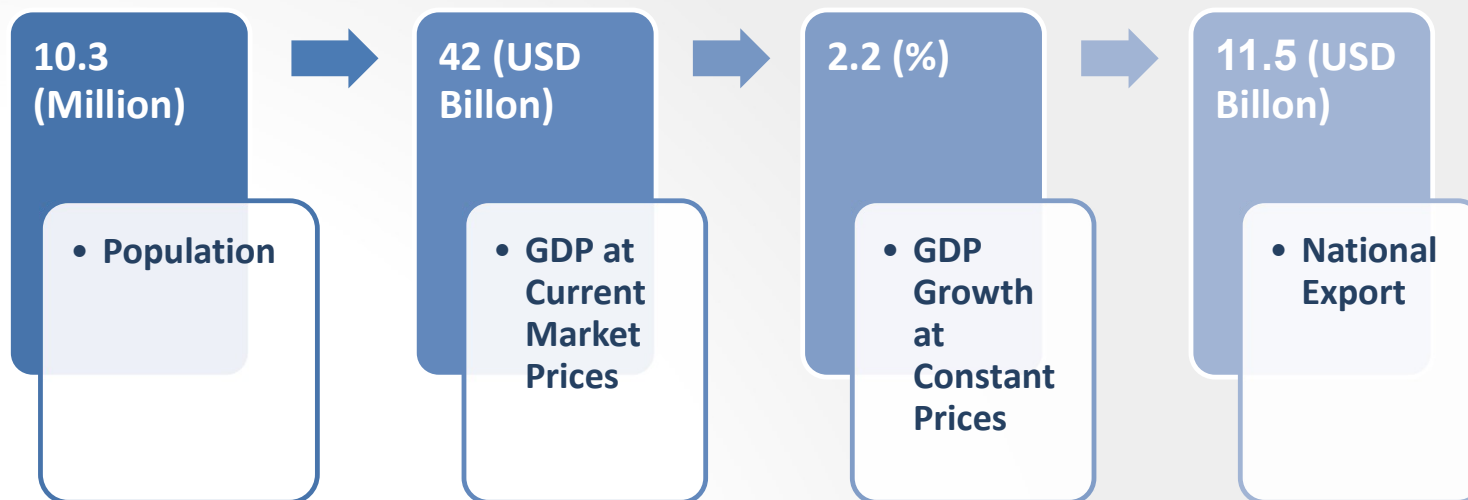 10.3
(Million)
• Population
42 (USD
Billon)
• GDP at
Current
Market
Prices
2.2 (%)
• GDP
Growth
at
Constant
Prices
11.5 (USD
Billon)
• National
Export